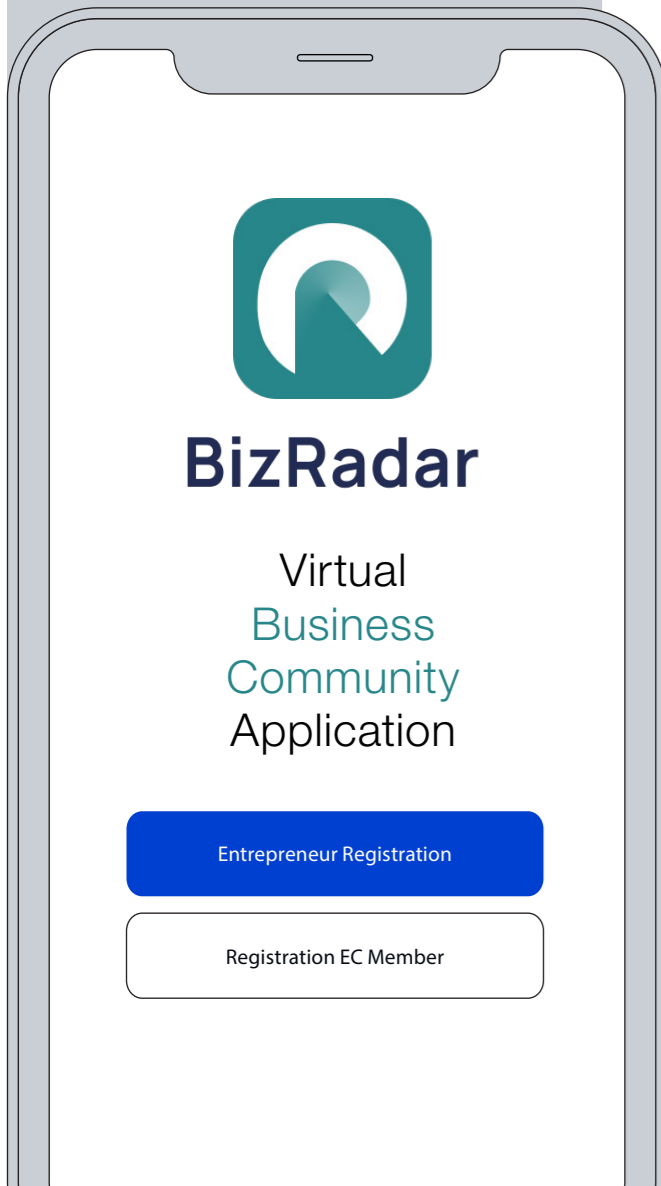 BizRadar
Virtual
Business
Community
Application
Entrepreneur Registration
Registration EC Member